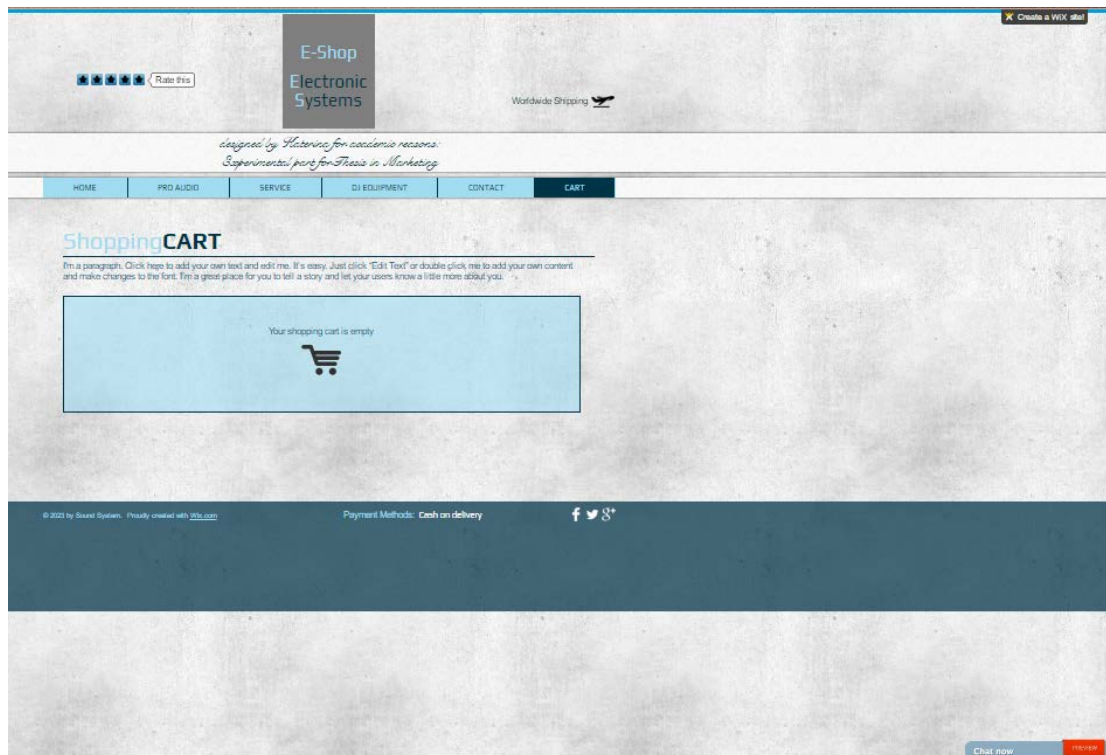 Create a WiX site!
E-Shop
Electronic
Systems
Rate this
Worldwide Shipping
designed by Katerina for academic reasons:
Experimental part for Thesis in Marketing
HOME PRO AUDIO SERVICE DJ EQUIPMENT CONTACT CART
ShoppingCART
I'm a paragraph. Click here to add your own text and edit me. It's easy. Just click "Edit Text" or double click me to add your own content
and make changes to the font. I'm a great place for you to tell a story and let your users know a little more about you.
Your shopping cart is empty
© 2023 by Sound System. Proudly created with Wix.com
Payment Methods: Cash on delivery
Chat now
PREVIEW